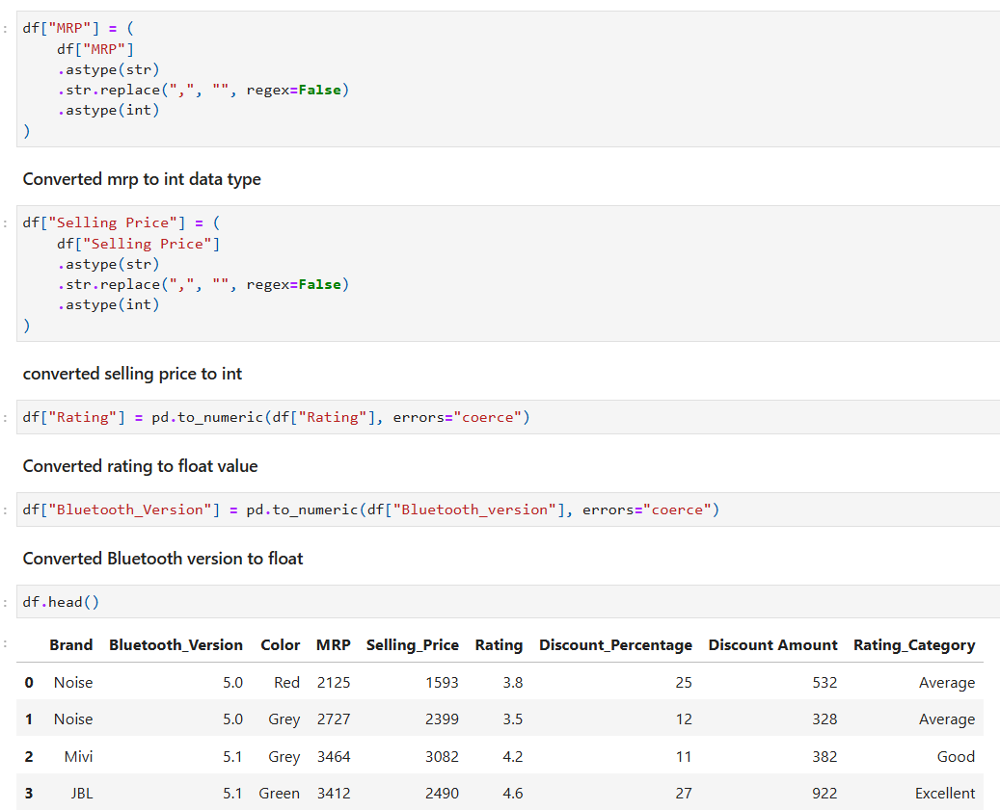 df["MRP"] = (
    df["MRP"]
    .astype(str)
    .str.replace(",", "", regex=False)
    .astype(int)
)
Converted mrp to int data type
df["Selling Price"] = (
    df["Selling Price"]
    .astype(str)
    .str.replace(",", "", regex=False)
    .astype(int)
)
converted selling price to int
df["Rating"] = pd.to_numeric(df["Rating"], errors="coerce")
Converted rating to float value
df["Bluetooth_Version"] = pd.to_numeric(df["Bluetooth_version"], errors="coerce")
Converted Bluetooth version to float
df.head()
Brand Bluetooth_Version Color MRP Selling_Price Rating Discount_Percentage Discount Amount Rating_Category
0 Noise 5.0 Red 2125 1593 3.8 25 532 Average
1 Noise 5.0 Grey 2727 2399 3.5 12 328 Average
2 Mivi 5.1 Grey 3464 3082 4.2 11 382 Good
3 JBL 5.1 Green 3412 2490 4.6 27 922 Excellent